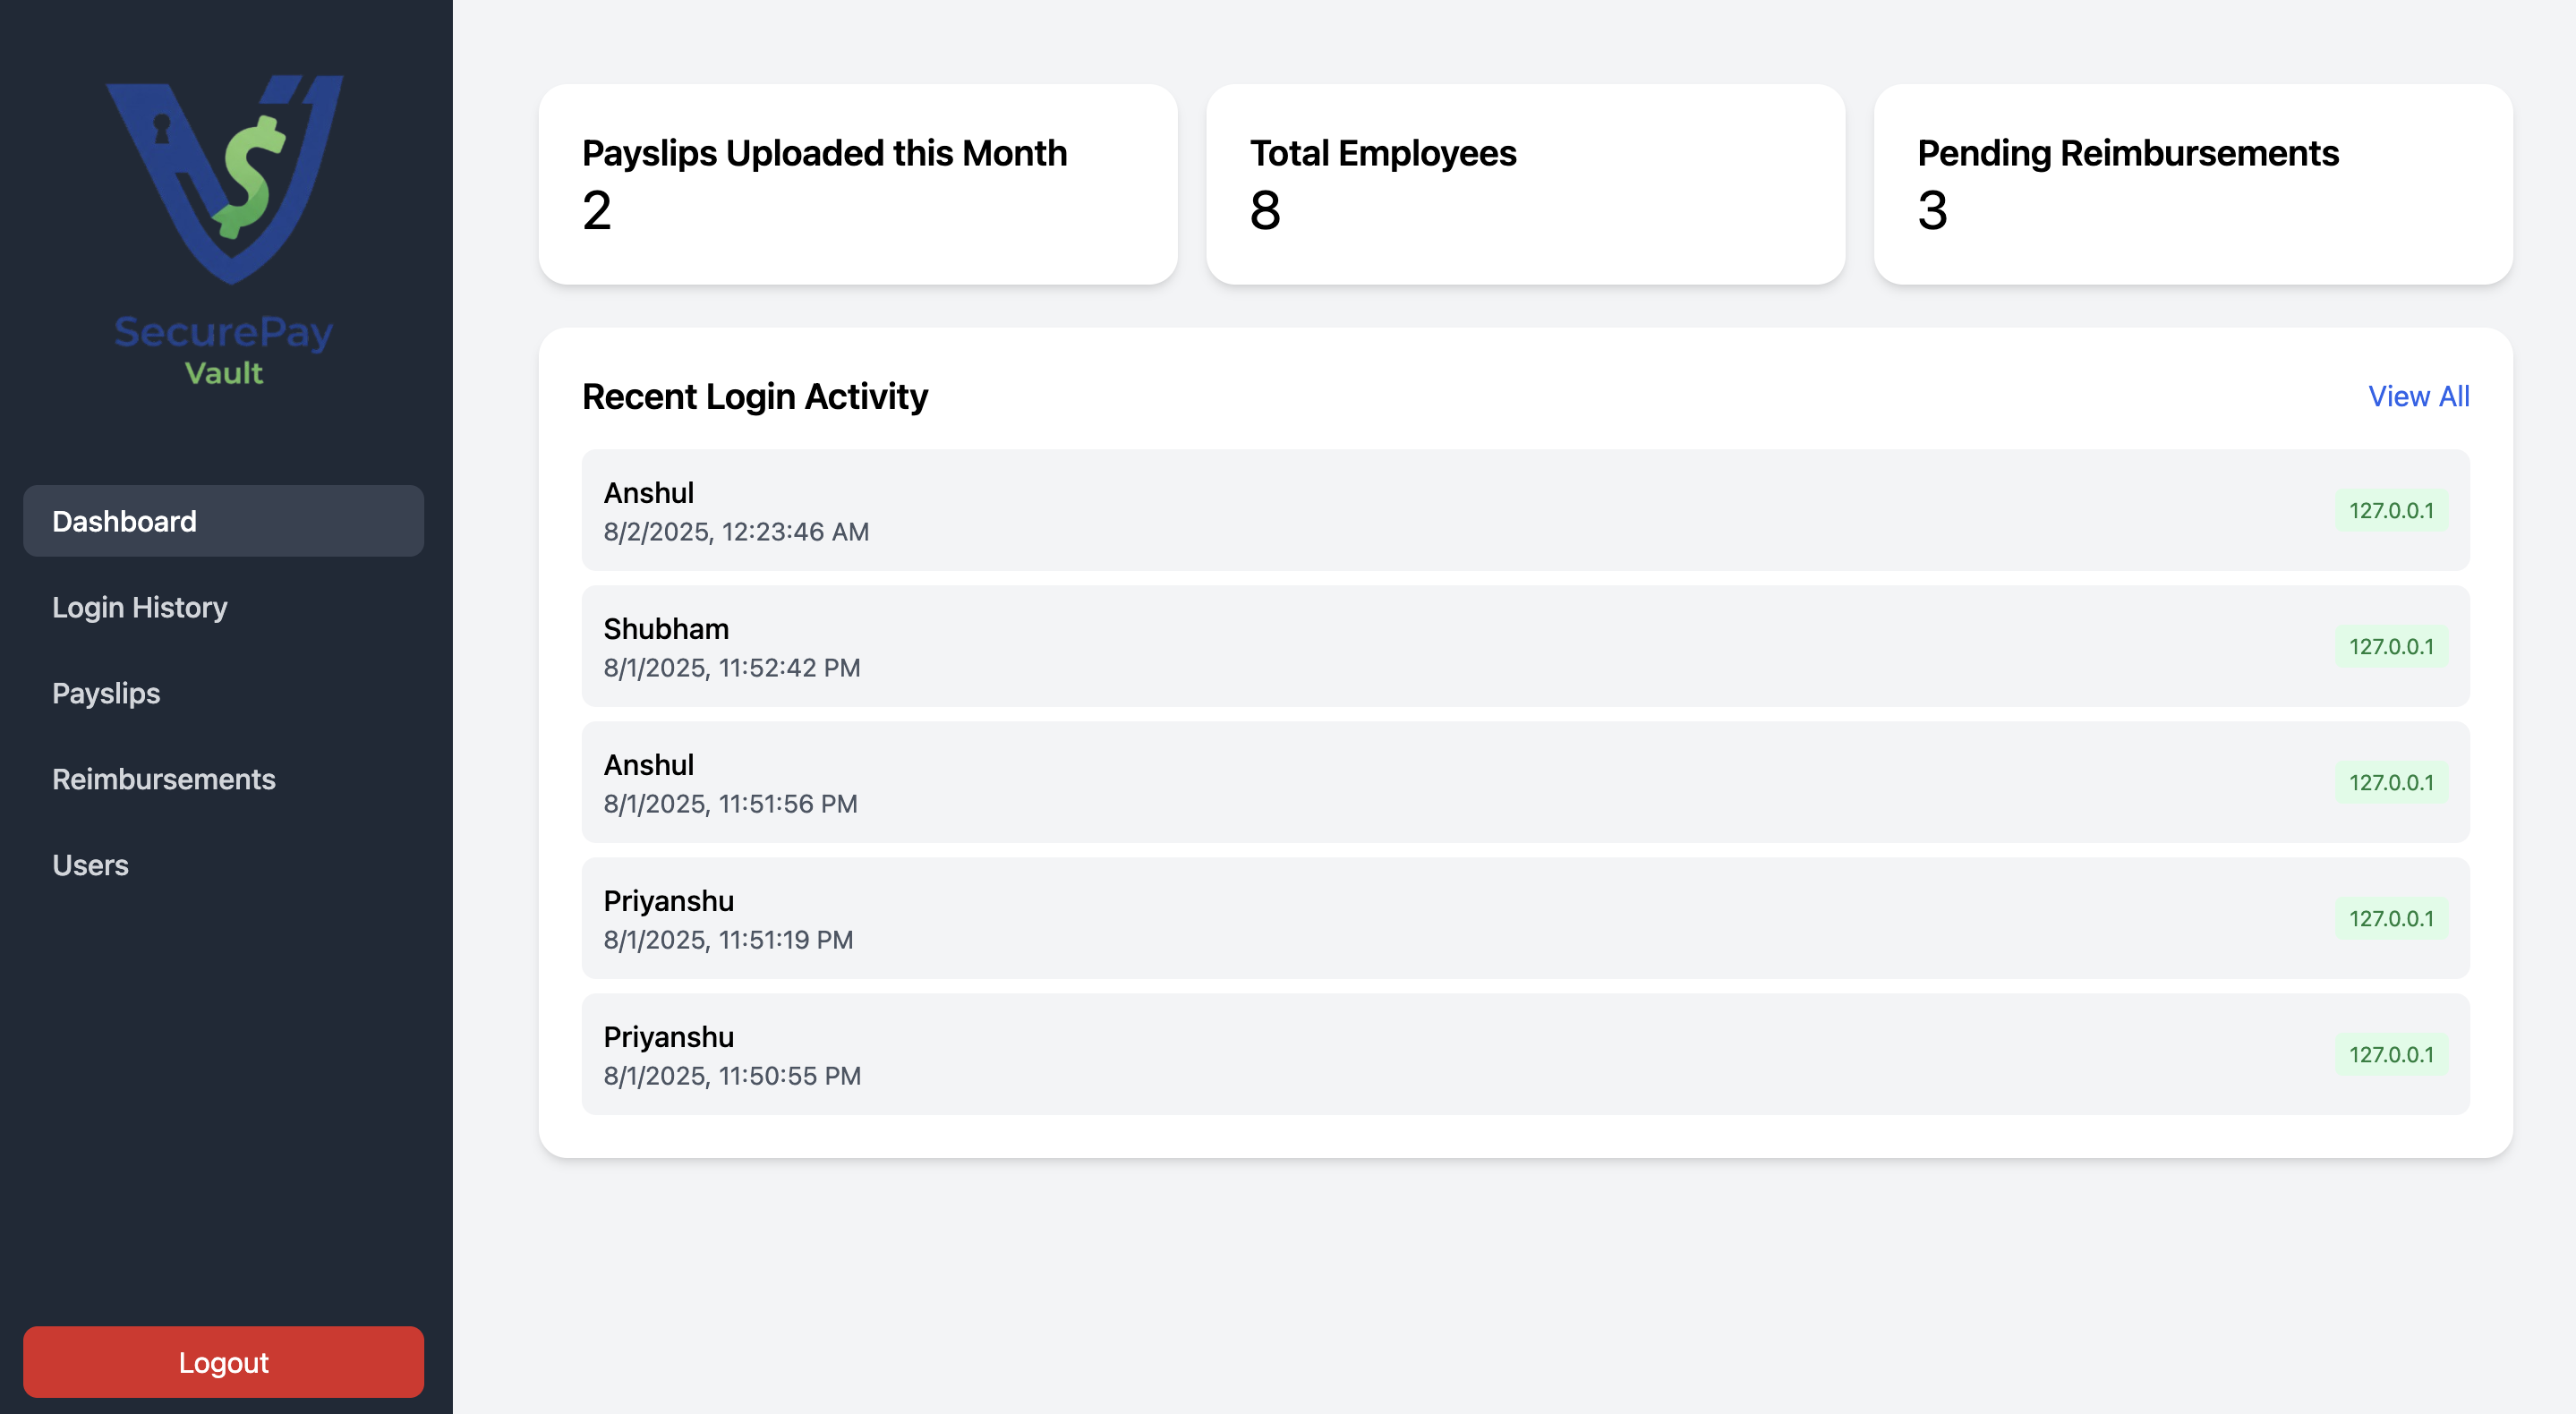 SecurePay
Vault
Dashboard
Login History
Payslips
Reimbursements
Users
Logout
Payslips Uploaded this Month
2
Total Employees
8
Pending Reimbursements
3
Recent Login Activity
View All
Anshul
8/2/2025, 12:23:46 AM
127.0.0.1
Shubham
8/1/2025, 11:52:42 PM
127.0.0.1
Anshul
8/1/2025, 11:51:56 PM
127.0.0.1
Priyanshu
8/1/2025, 11:51:19 PM
127.0.0.1
Priyanshu
8/1/2025, 11:50:55 PM
127.0.0.1